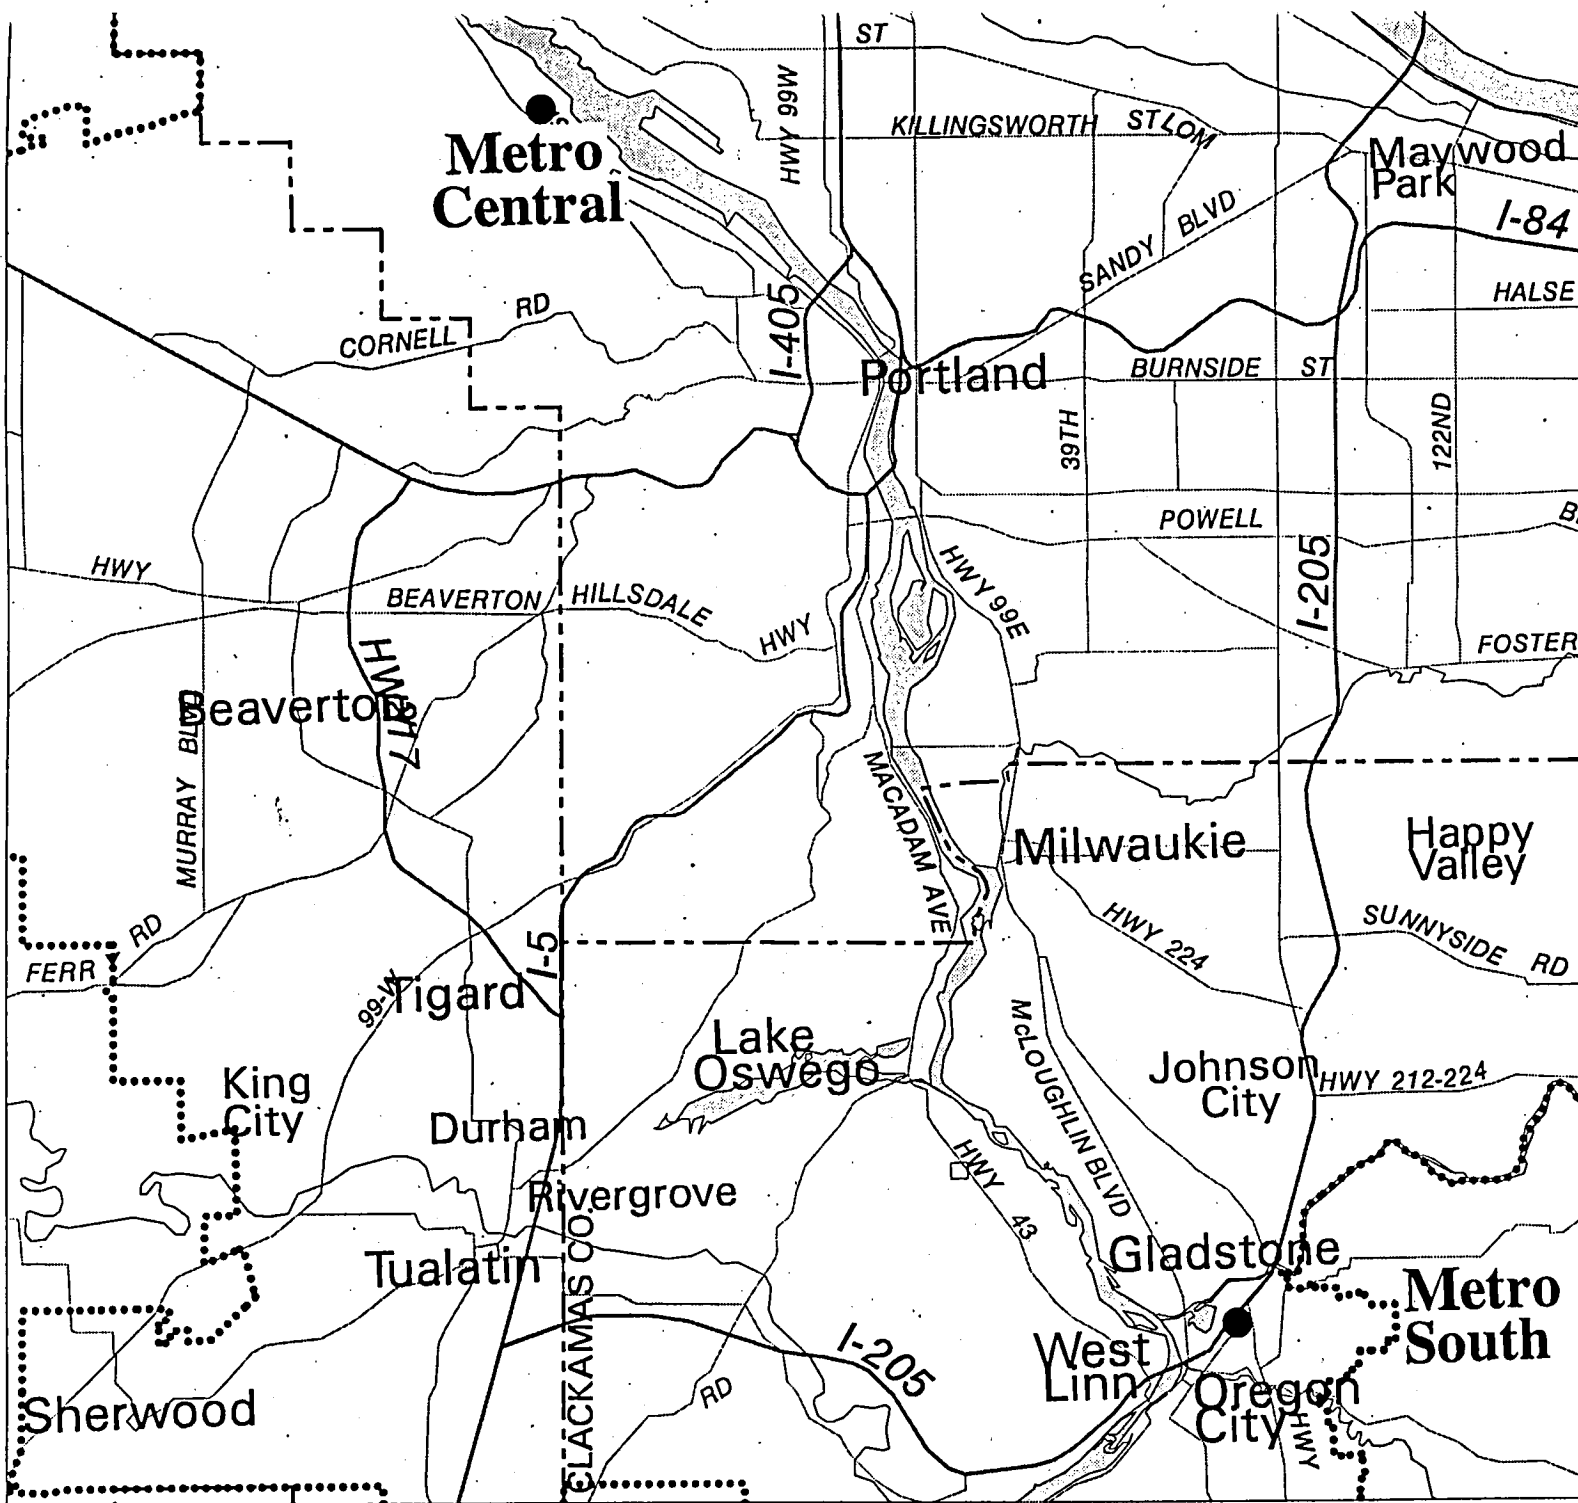 ST
HWY 99W
KILLINGSWORTH ST LOM
Metro
Central
Maywood
Park
I-84
SANDY BLVD
HALSE
CORNELL RD
I-405
Portland
BURNSIDE ST
39TH
122ND
POWELL
B
HWY
BEAVERTON HILLSDALE HWY
HWY 99E
I-205
FOSTER
HWY 217
Beaverton
MURRAY BLVD
MACADAM AVE
Milwaukie
Happy
Valley
HWY 224
SUNNYSIDE RD
FERR RD
I-5
99-W
Tigard
Lake
Oswego
McLOUGHLIN BLVD
Johnson
City
HWY 212-224
King
City
Durham
HWY 43
Rivergrove
Tualatin
CLACKAMAS CO.
Gladstone
Metro
South
I-205
West
Linn
RD
Oregon
City
HWY
Sherwood